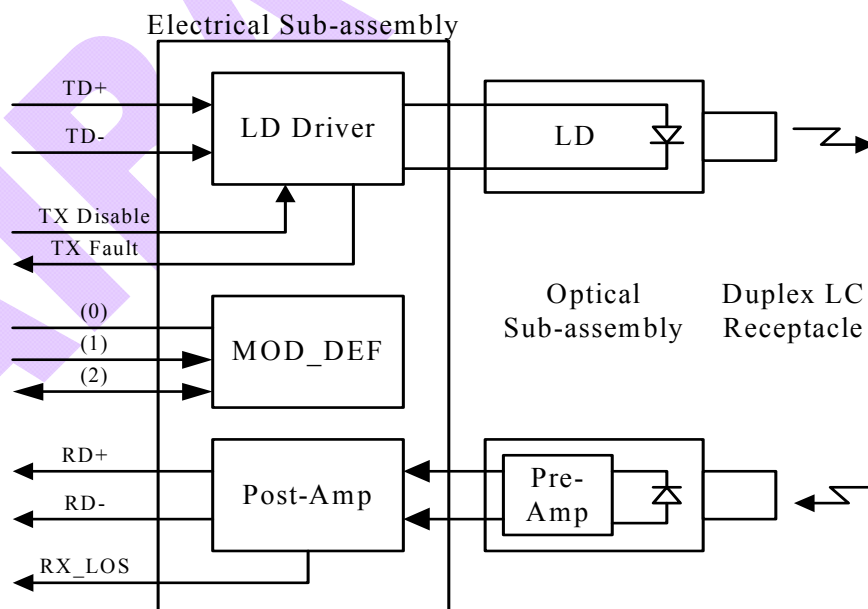 Electrical Sub-assembly
TD+
TD-
LD Driver
LD
TX Disable
TX Fault
(0)
(1)
(2)
MOD_DEF
Optical
Sub-assembly
Duplex LC
Receptacle
RD+
RD-
Post-Amp
Pre-
Amp
RX_LOS